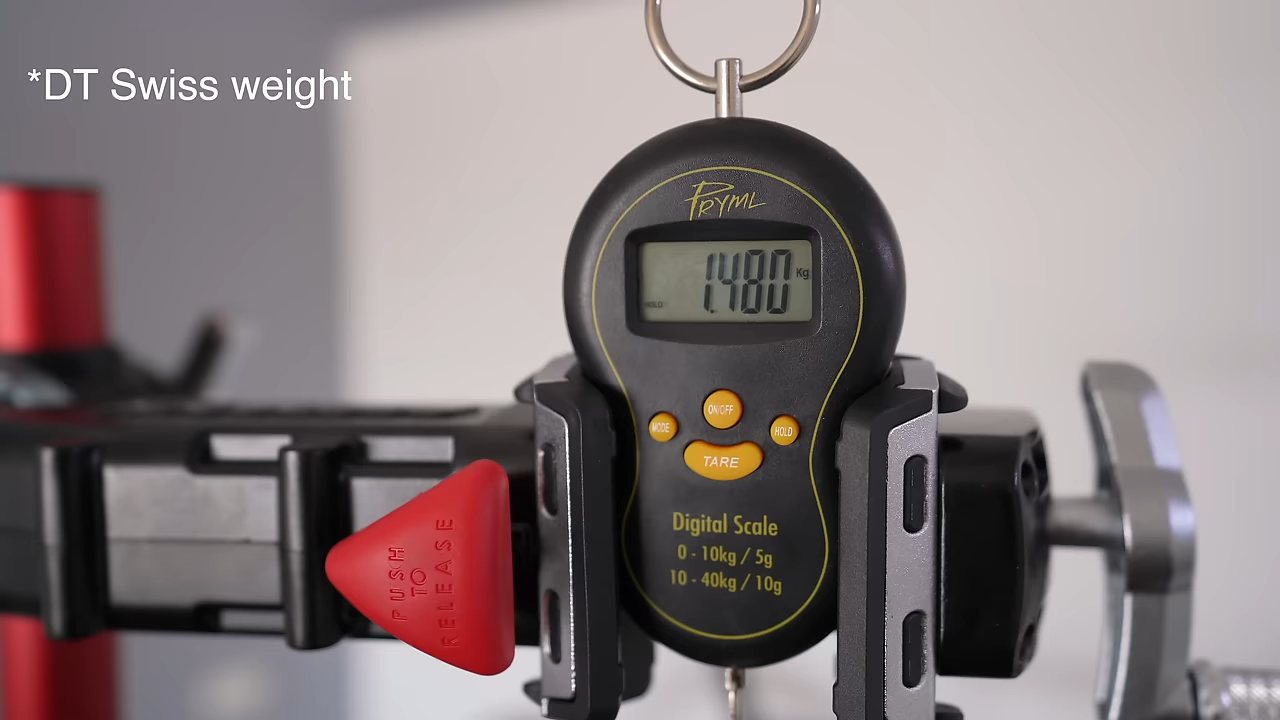 *DT Swiss weight
PRYML
1.480 Kg
HOLD
ON/OFF
MODE
HOLD
TARE
Digital Scale
0 - 10kg / 5g
10 - 40kg / 10g
PUSH
TO
RELEASE